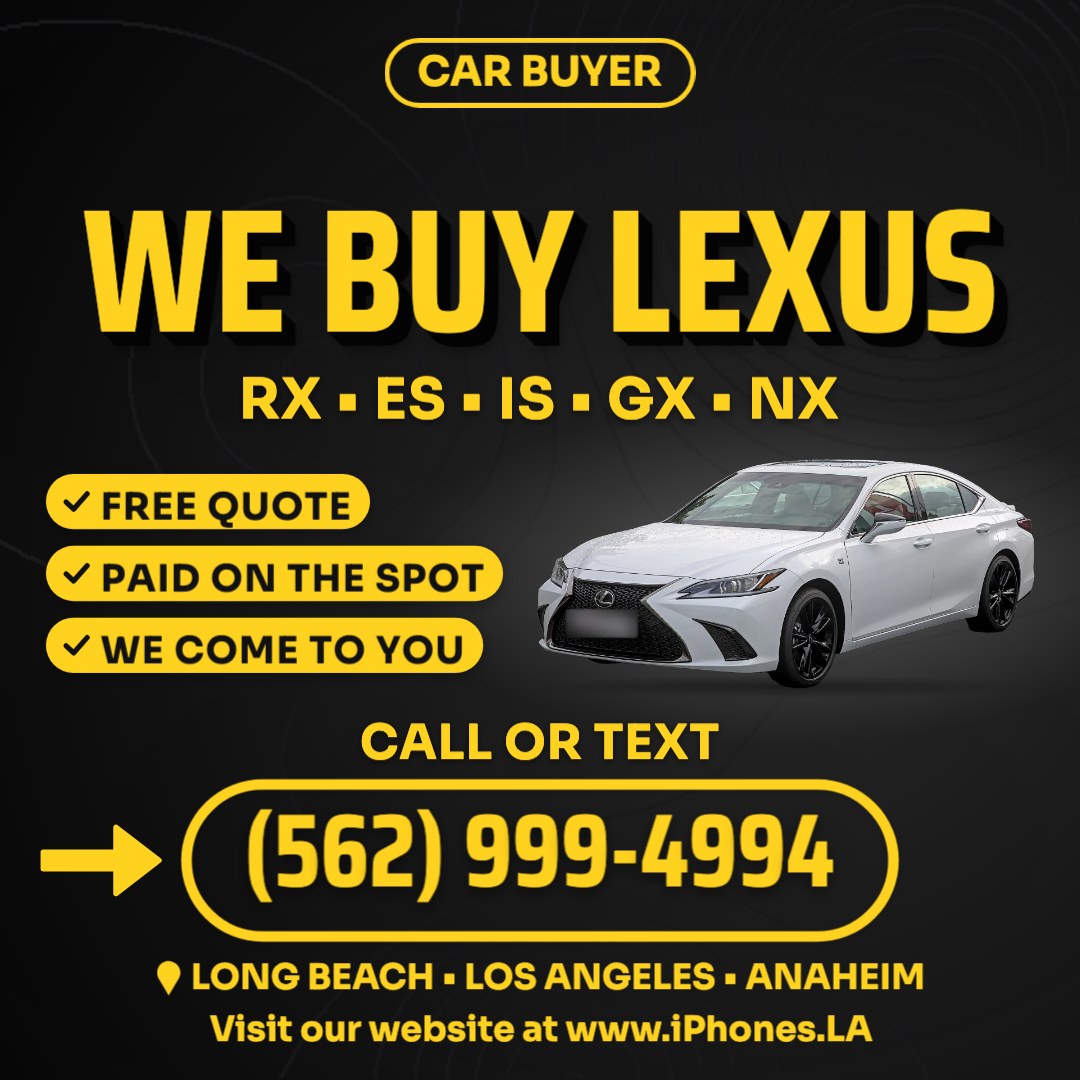 CAR BUYER
WE BUY LEXUS
RX ▪ ES ▪ IS ▪ GX ▪ NX
✓ FREE QUOTE
✓ PAID ON THE SPOT
✓ WE COME TO YOU
CALL OR TEXT
(562) 999-4994
LONG BEACH ▪ LOS ANGELES ▪ ANAHEIM
Visit our website at www.iPhones.LA